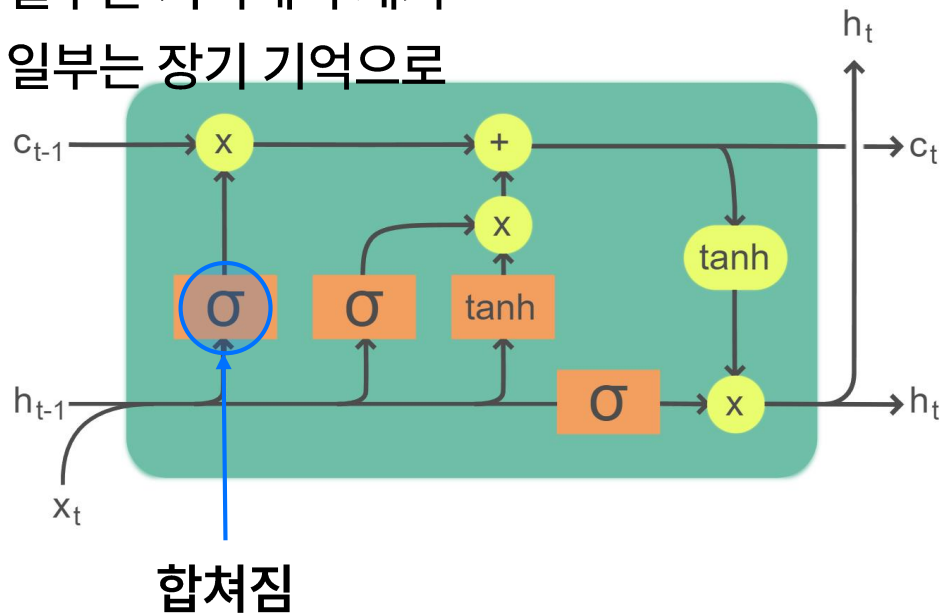 일부는 장기 기억으로
h_t
c_{t-1} x + c_t
x
tanh
σ σ tanh
h_{t-1} σ x h_t
x_t
합쳐짐